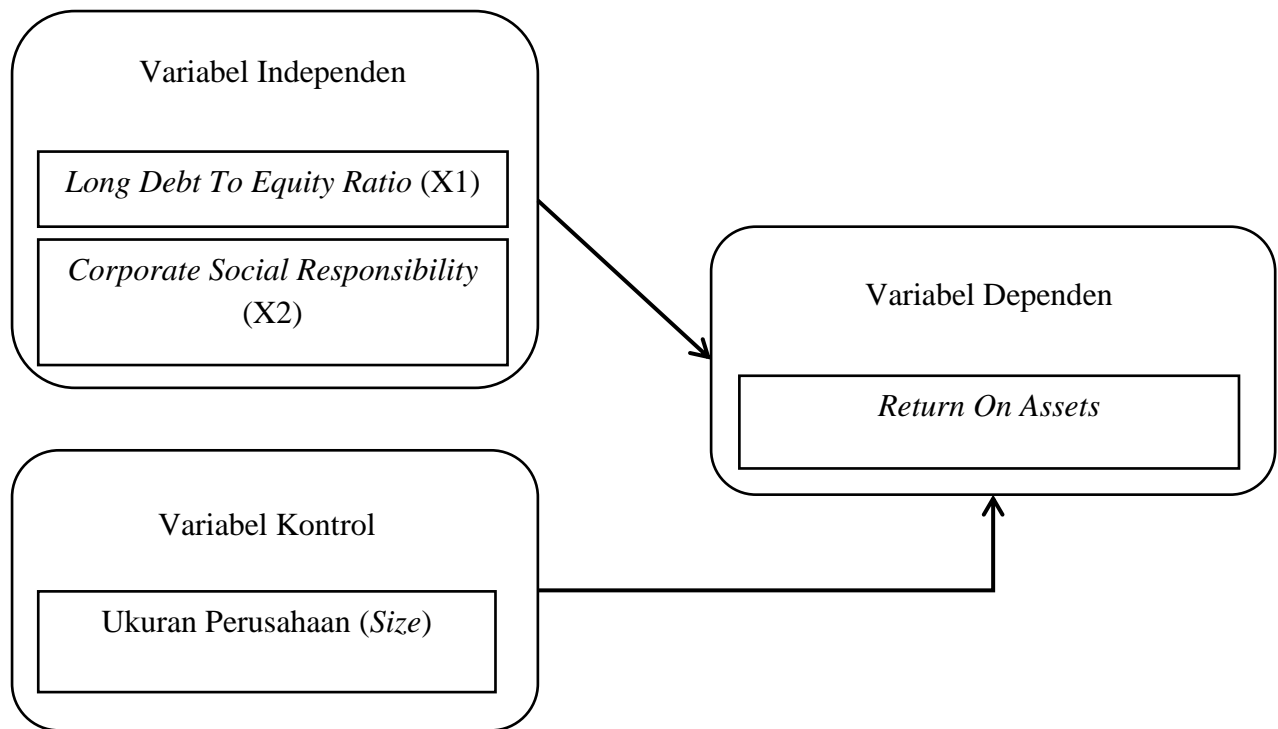 Variabel Independen
Long Debt To Equity Ratio (X1)
Corporate Social Responsibility
(X2)
Variabel Dependen
Return On Assets
Variabel Kontrol
Ukuran Perusahaan (Size)